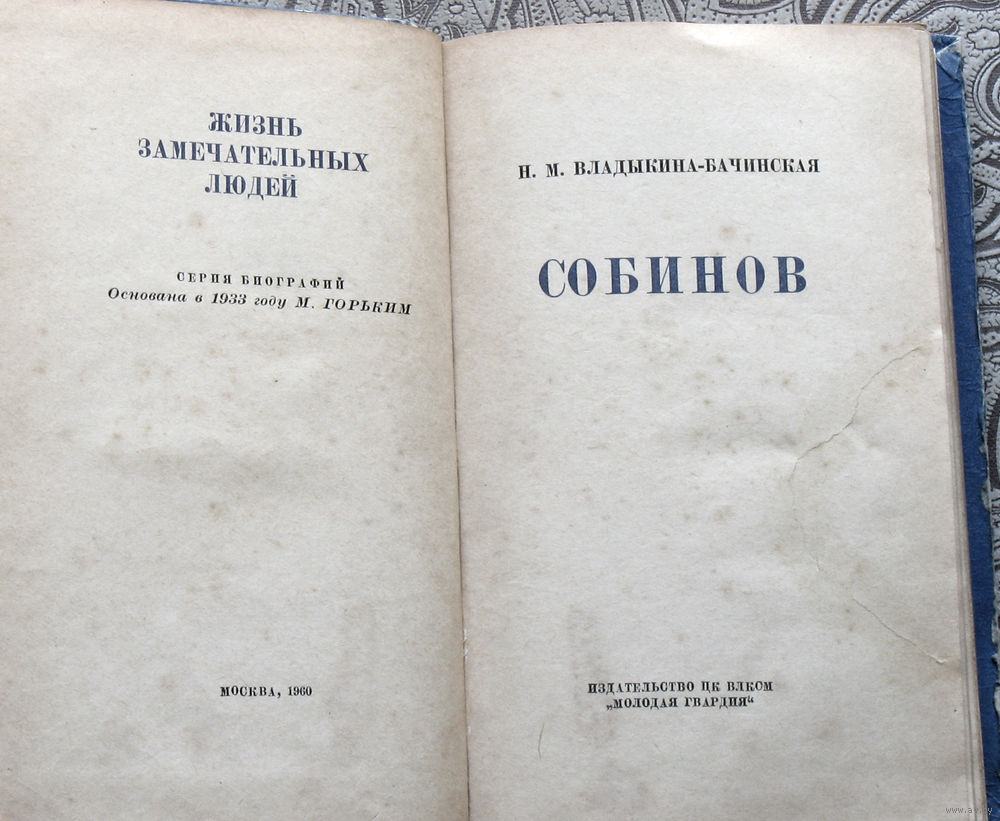 ЖИЗНЬ
ЗАМЕЧАТЕЛЬНЫХ
ЛЮДЕЙ
СЕРИЯ БИОГРАФИЙ
Основана в 1933 году М. ГОРЬКИМ
МОСКВА, 1960
Н. М. ВЛАДЫКИНА-БАЧИНСКАЯ
СОБИНОВ
ИЗДАТЕЛЬСТВО ЦК ВЛКСМ
„МОЛОДАЯ ГВАРДИЯ“